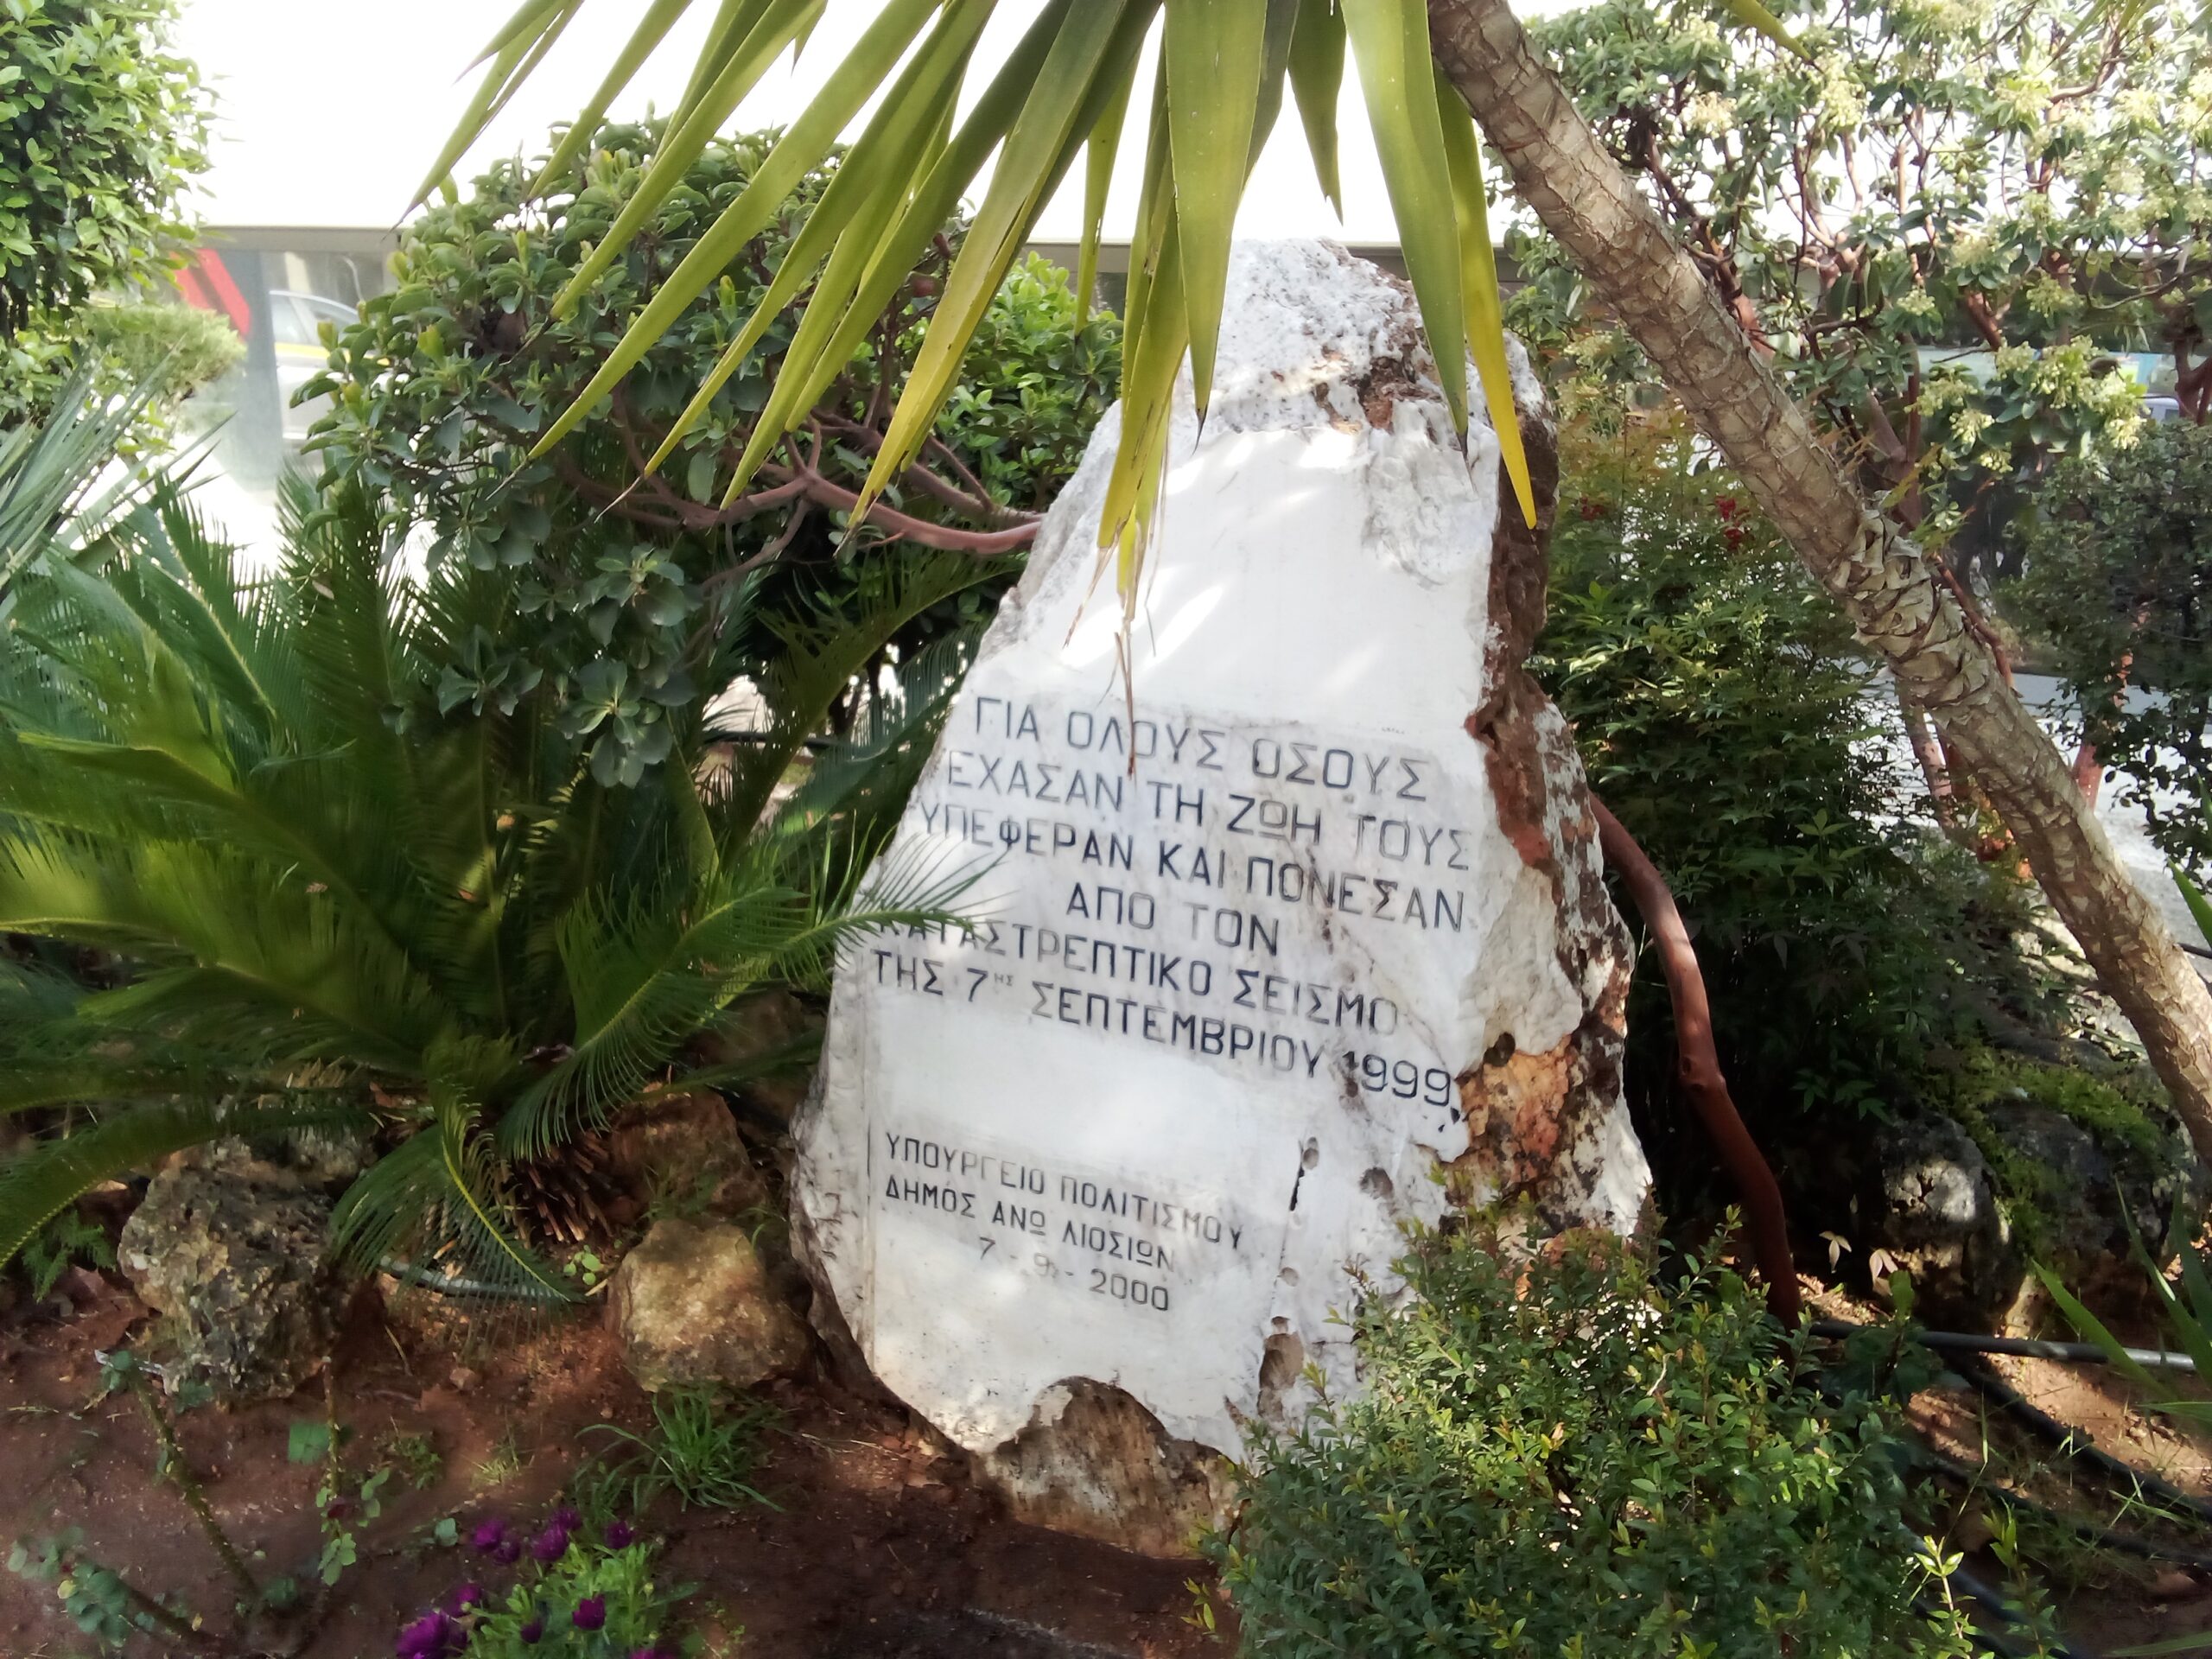 ΓΙΑ ΟΛΟΥΣ ΟΣΟΥΣ
ΕΧΑΣΑΝ ΤΗ ΖΩΗ ΤΟΥΣ
ΥΠΕΦΕΡΑΝ ΚΑΙ ΠΟΝΕΣΑΝ
ΑΠΟ ΤΟΝ
ΚΑΤΑΣΤΡΕΠΤΙΚΟ ΣΕΙΣΜΟ
ΤΗΣ 7ης ΣΕΠΤΕΜΒΡΙΟΥ 1999
ΥΠΟΥΡΓΕΙΟ ΠΟΛΙΤΙΣΜΟΥ
ΔΗΜΟΣ ΑΝΩ ΛΙΟΣΙΩΝ
7 - 9 - 2000